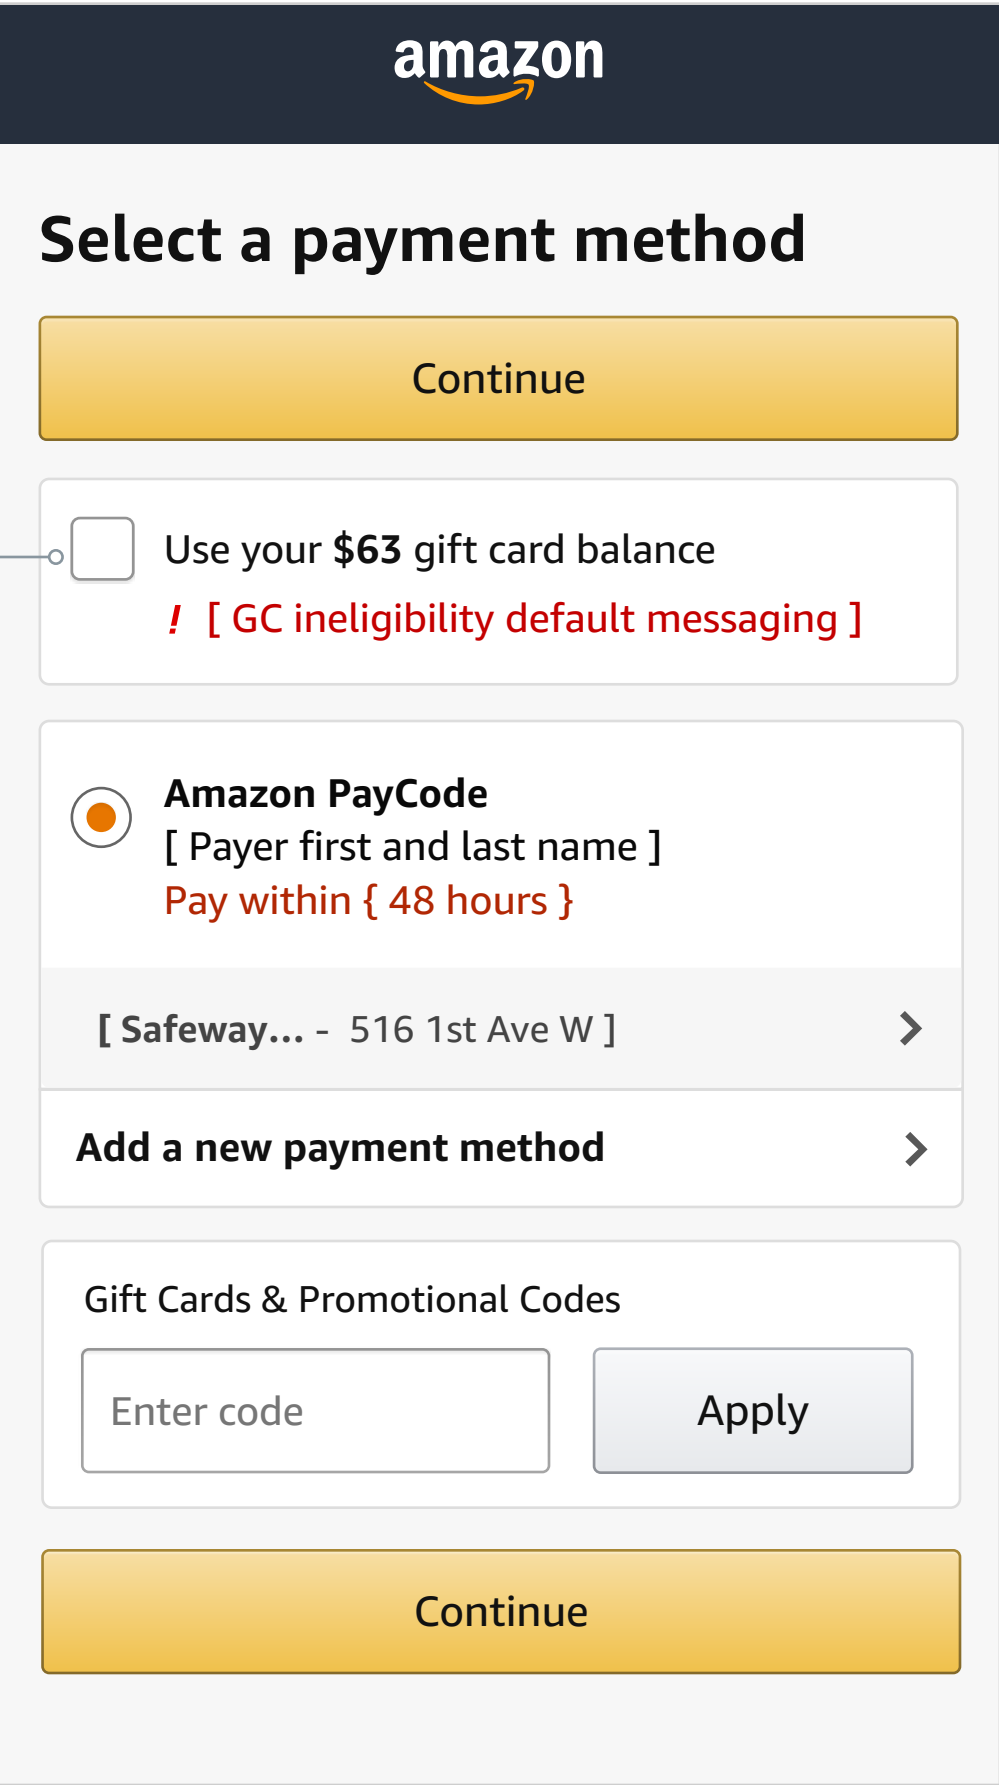 amazon
Select a payment method
Continue
Use your $63 gift card balance
! [ GC ineligibility default messaging ]
Amazon PayCode
[ Payer first and last name ]
Pay within { 48 hours }
[ Safeway... - 516 1st Ave W ]
Add a new payment method
Gift Cards & Promotional Codes
Enter code
Apply
Continue